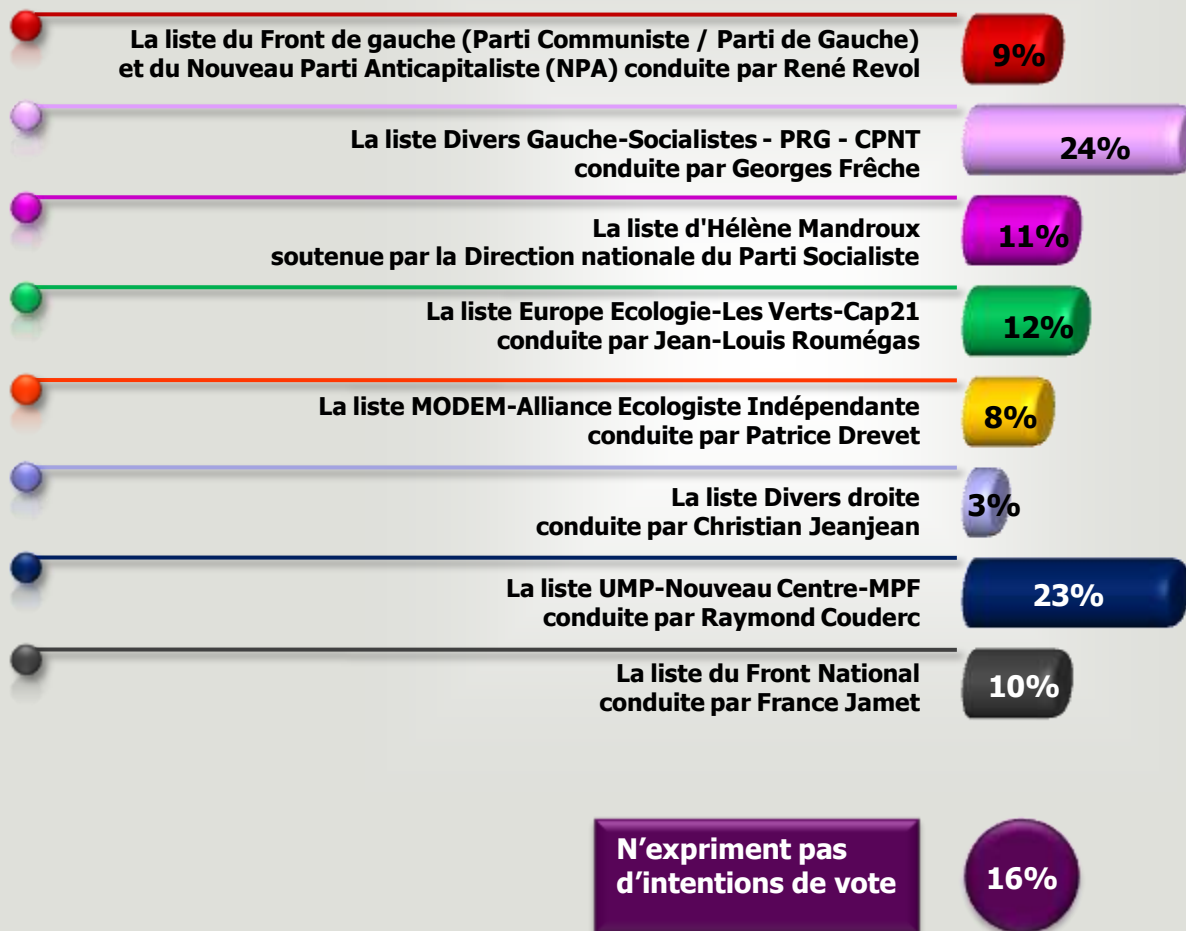 La liste du Front de gauche (Parti Communiste / Parti de Gauche)
et du Nouveau Parti Anticapitaliste (NPA) conduite par René Revol
9%
La liste Divers Gauche-Socialistes - PRG - CPNT
conduite par Georges Frêche
24%
La liste d'Hélène Mandroux
soutenue par la Direction nationale du Parti Socialiste
11%
La liste Europe Ecologie-Les Verts-Cap21
conduite par Jean-Louis Roumégas
12%
La liste MODEM-Alliance Ecologiste Indépendante
conduite par Patrice Drevet
8%
La liste Divers droite
conduite par Christian Jeanjean
3%
La liste UMP-Nouveau Centre-MPF
conduite par Raymond Couderc
23%
La liste du Front National
conduite par France Jamet
10%
N’expriment pas
d’intentions de vote
16%